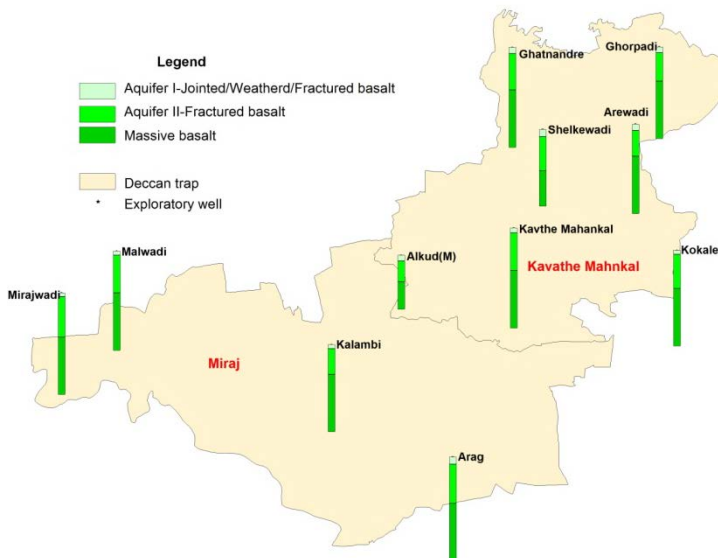 Legend
Aquifer I-Jointed/Weatherd/Fractured basalt
Aquifer II-Fractured basalt
Massive basalt
Deccan trap
Exploratory well
Ghatnandre
Ghorpadi
Arewadi
Shelkewadi
Kavthe Mahankal
Kokale
Alkud(M)
Kavathe Mahnkal
Malwadi
Mirajwadi
Kalambi
Miraj
Arag